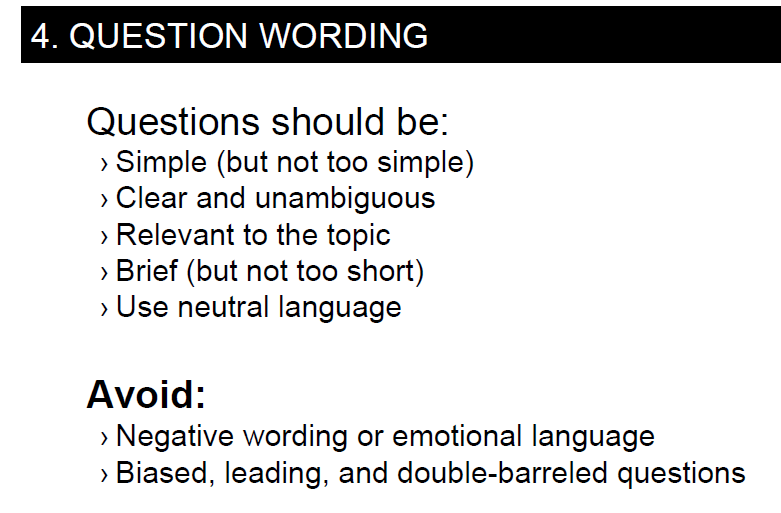 4. QUESTION WORDING
Questions should be:
› Simple (but not too simple)
› Clear and unambiguous
› Relevant to the topic
› Brief (but not too short)
› Use neutral language
Avoid:
› Negative wording or emotional language
› Biased, leading, and double-barreled questions